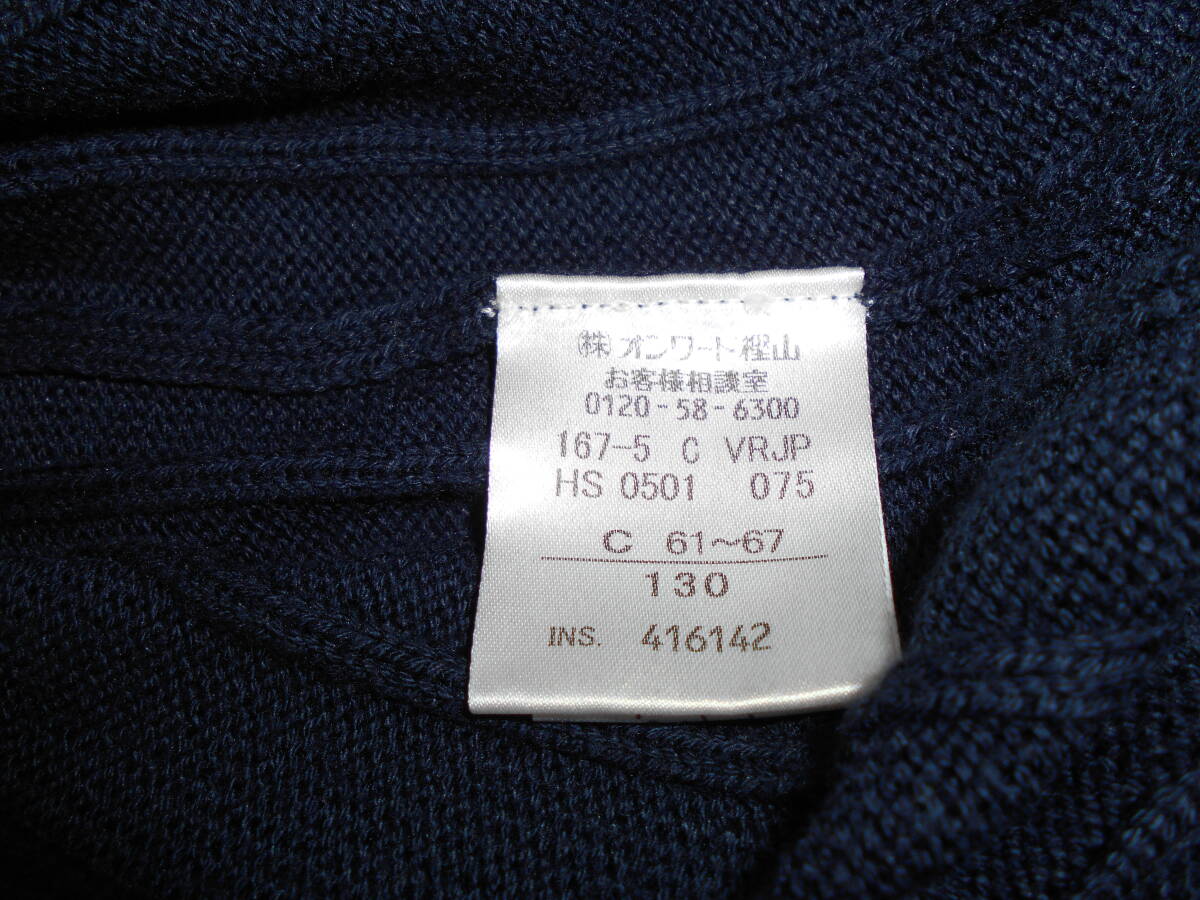 ㈱オンワード樫山
お客様相談室
0120-58-6300
167-5 C VRJP
HS 0501 075
C 61~67
130
INS. 416142